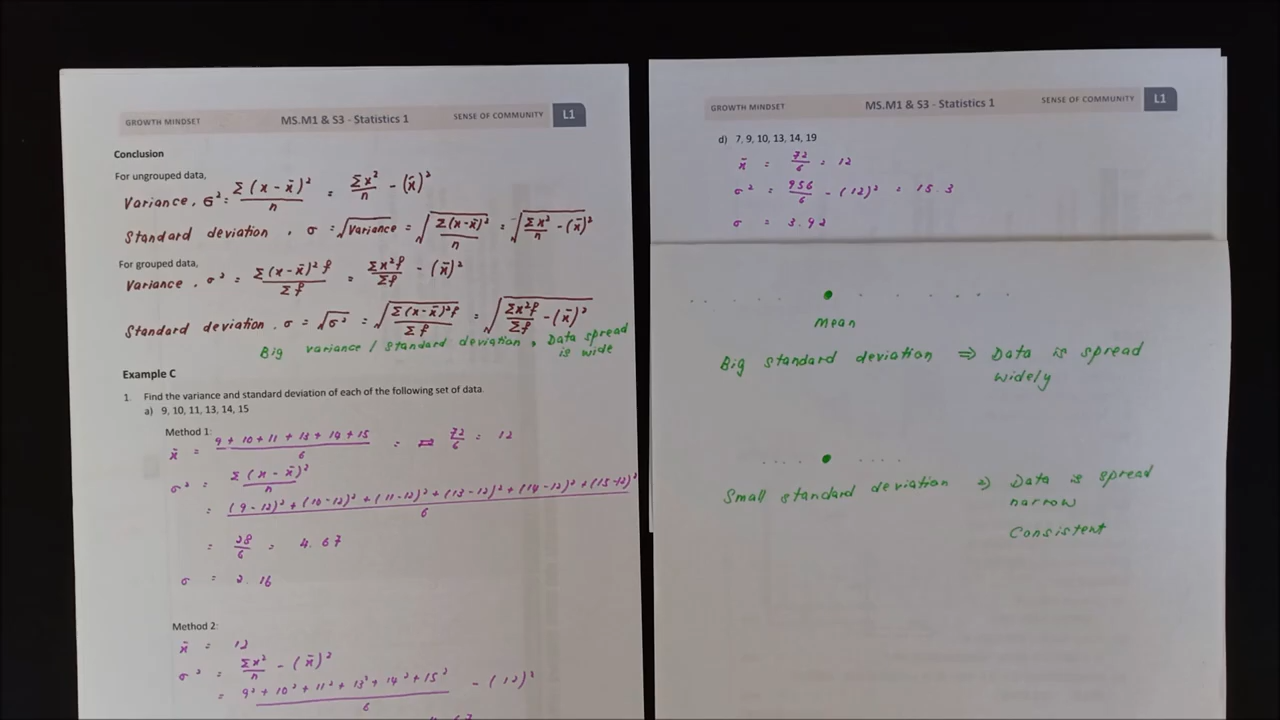 GROWTH MINDSET MS.M1 & S3 - Statistics 1 SENSE OF COMMUNITY L1
Conclusion
For ungrouped data,
Variance, σ² = Σ(x - x̄)² / n = Σx² / n - (x̄)²
Standard deviation, σ = √Variance = √(Σ(x - x̄)² / n) = √(Σx² / n - (x̄)²)
For grouped data,
Variance, σ² = Σ(x - x̄)² f / Σf = Σx²f / Σf - (x̄)²
Standard deviation, σ = √σ² = √(Σ(x - x̄)² f / Σf) = √(Σx²f / Σf - (x̄)²)
Big variance / standard deviation, Data spread
is wide
Example C
1. Find the variance and standard deviation of each of the following set of data.
a) 9, 10, 11, 13, 14, 15
Method 1:
x̄ = 9 + 10 + 11 + 13 + 14 + 15 / 6 = 72 / 6 = 12
σ² = Σ(x - x̄)² / n
= (9-12)² + (10-12)² + (11-12)² + (13-12)² + (14-12)² + (15-12)² / 6
= 28 / 6 = 4.67
σ = 2.16
Method 2:
x̄ = 12
σ² = Σx² / n - (x̄)²
= 9² + 10² + 11² + 13² + 14² + 15² / 6 - (12)²
GROWTH MINDSET MS.M1 & S3 - Statistics 1 SENSE OF COMMUNITY L1
d) 7, 9, 10, 13, 14, 19
x̄ = 72 / 6 = 12
σ² = 956 / 6 - (12)² = 15.3
σ = 3.92
Mean
Big standard deviation ⇒ Data is spread
widely
Small standard deviation ⇒ Data is spread
narrow
Consistent